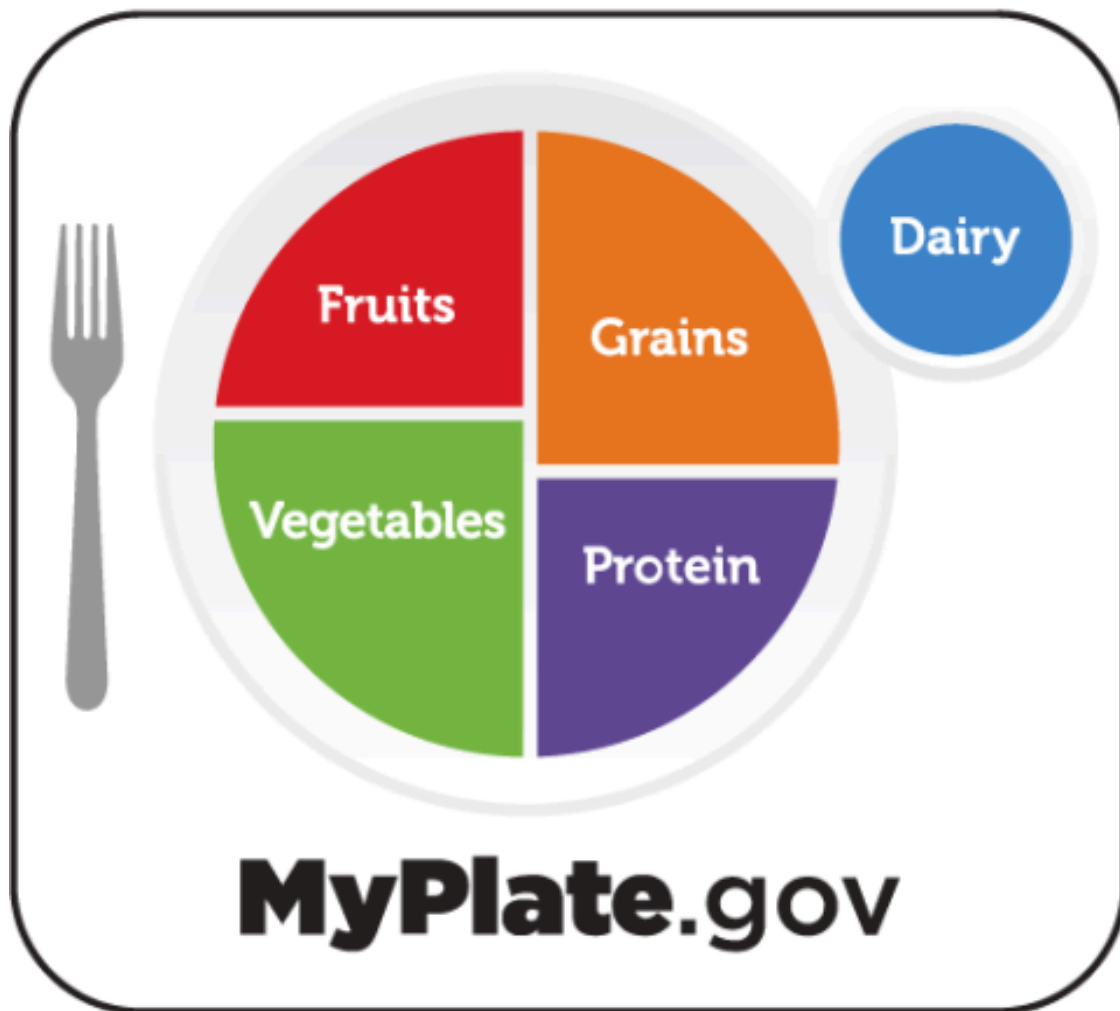 Dairy
Fruits
Grains
Vegetables
Protein
MyPlate.gov